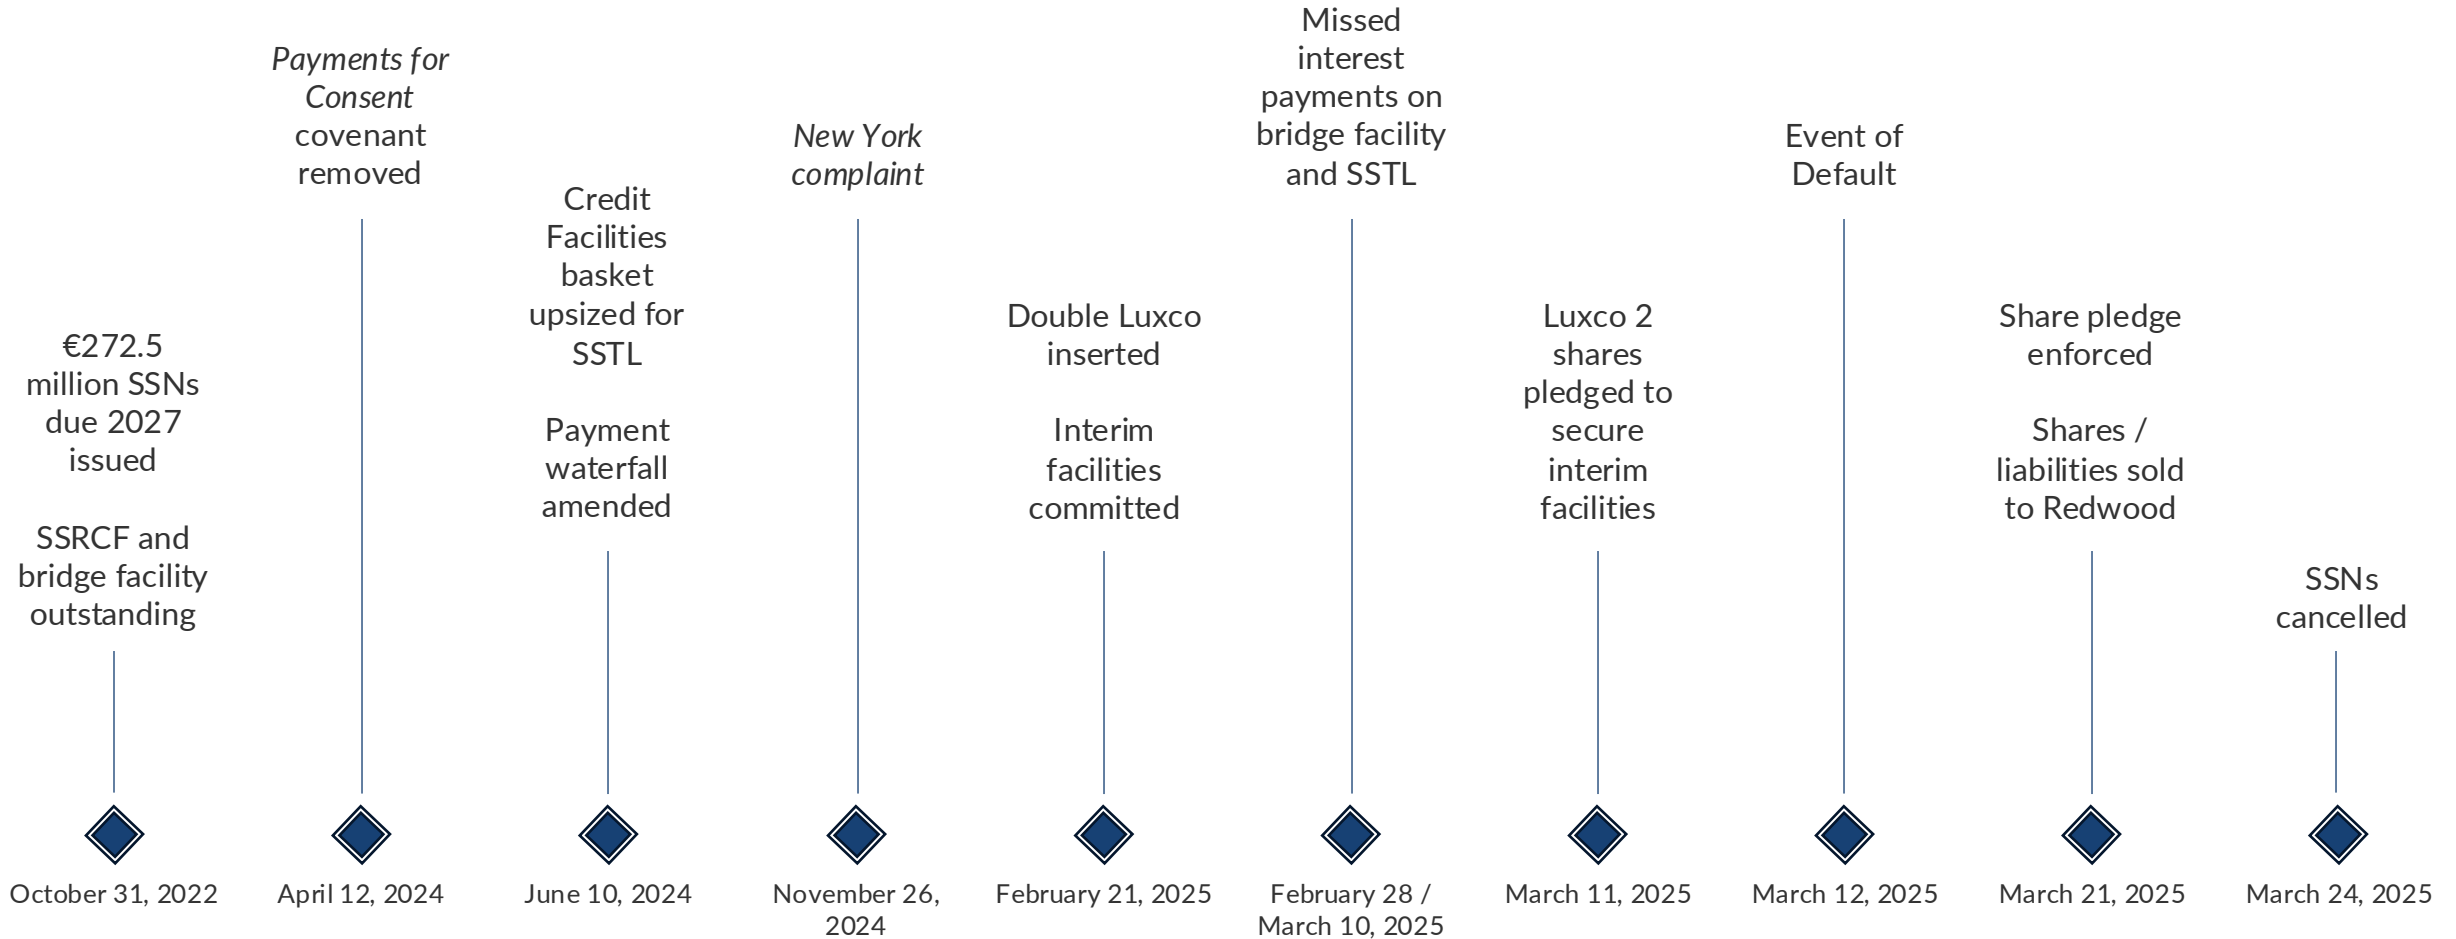 €272.5
million SSNs
due 2027
issued
SSRCF and
bridge facility
outstanding
October 31, 2022
Payments for
Consent
covenant
removed
April 12, 2024
Credit
Facilities
basket
upsized for
SSTL
Payment
waterfall
amended
June 10, 2024
New York
complaint
November 26,
2024
Double Luxco
inserted
Interim
facilities
committed
February 21, 2025
Missed
interest
payments on
bridge facility
and SSTL
February 28 /
March 10, 2025
Luxco 2
shares
pledged to
secure
interim
facilities
March 11, 2025
Event of
Default
March 12, 2025
Share pledge
enforced
Shares /
liabilities sold
to Redwood
March 21, 2025
SSNs
cancelled
March 24, 2025